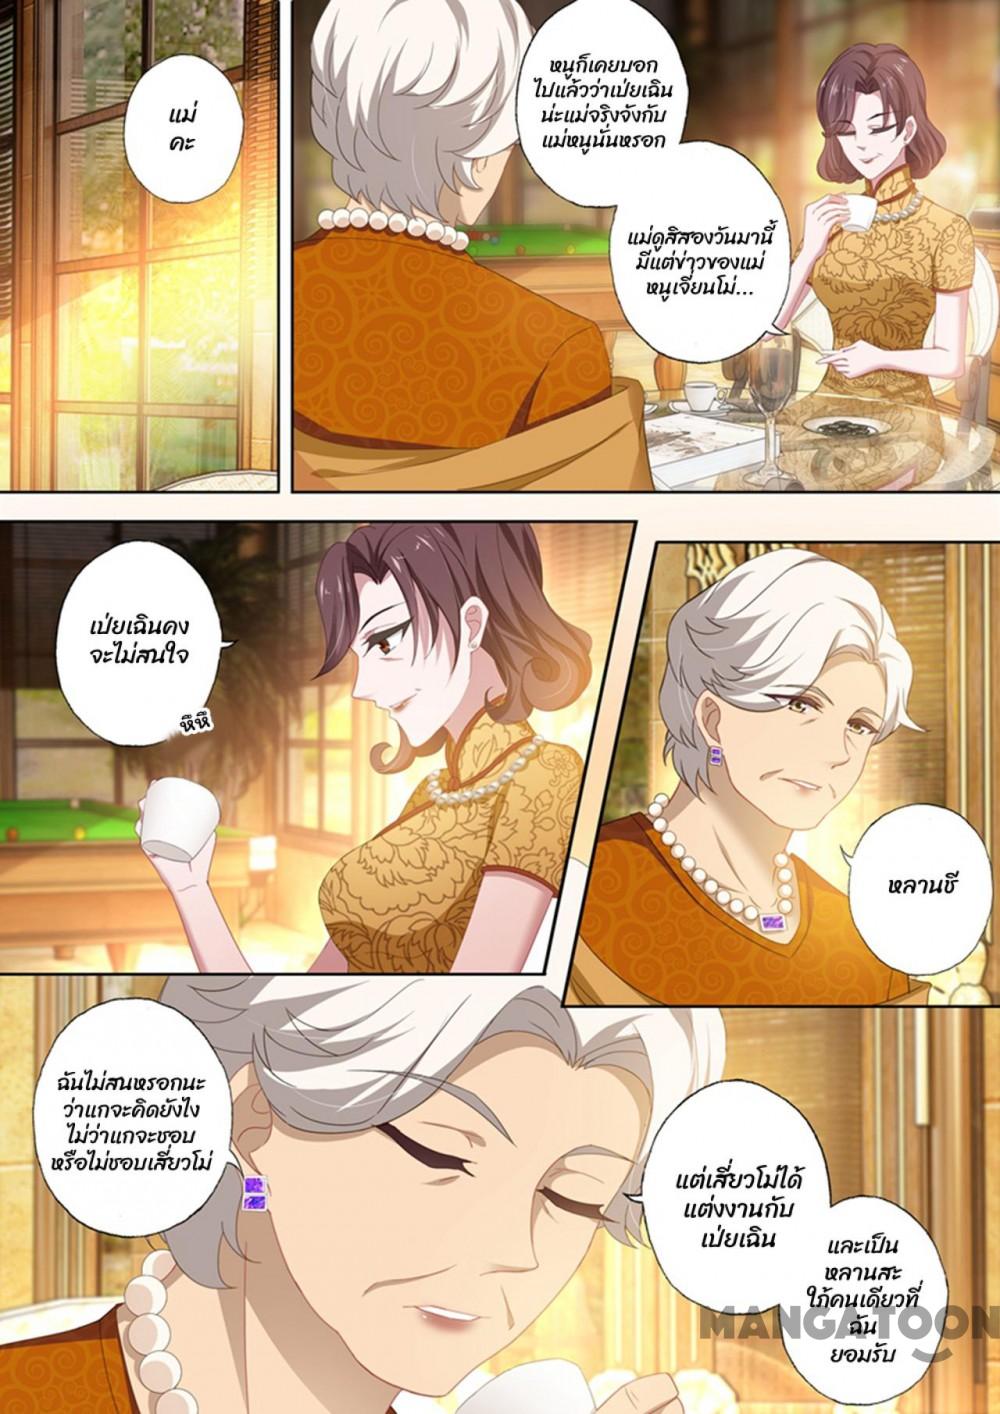 แม่
คะ
หนูก็เคยบอก
ไปแล้วว่าเป่ยเฉิน
น่ะแม่จริงจังกับ
แม่หนูนั่นหรอก
แม่ดูสิสองวันมานี้
มีแต่ข่าวของแม่
หนูเจี่ยนโม่...
เป่ยเฉินคง
จะไม่สนใจ
หึหึ
หลานชี
ฉันไม่สนหรอกนะ
ว่าแกจะคิดยังไง
ไม่ว่าแกจะชอบ
หรือไม่ชอบเสี่ยวโม่
แต่เสี่ยวโม่ได้
แต่งงานกับ
เป่ยเฉิน
และเป็น
หลานสะ
ใภ้คนเดียวที่
ฉัน
ยอมรับ
MANGATOON